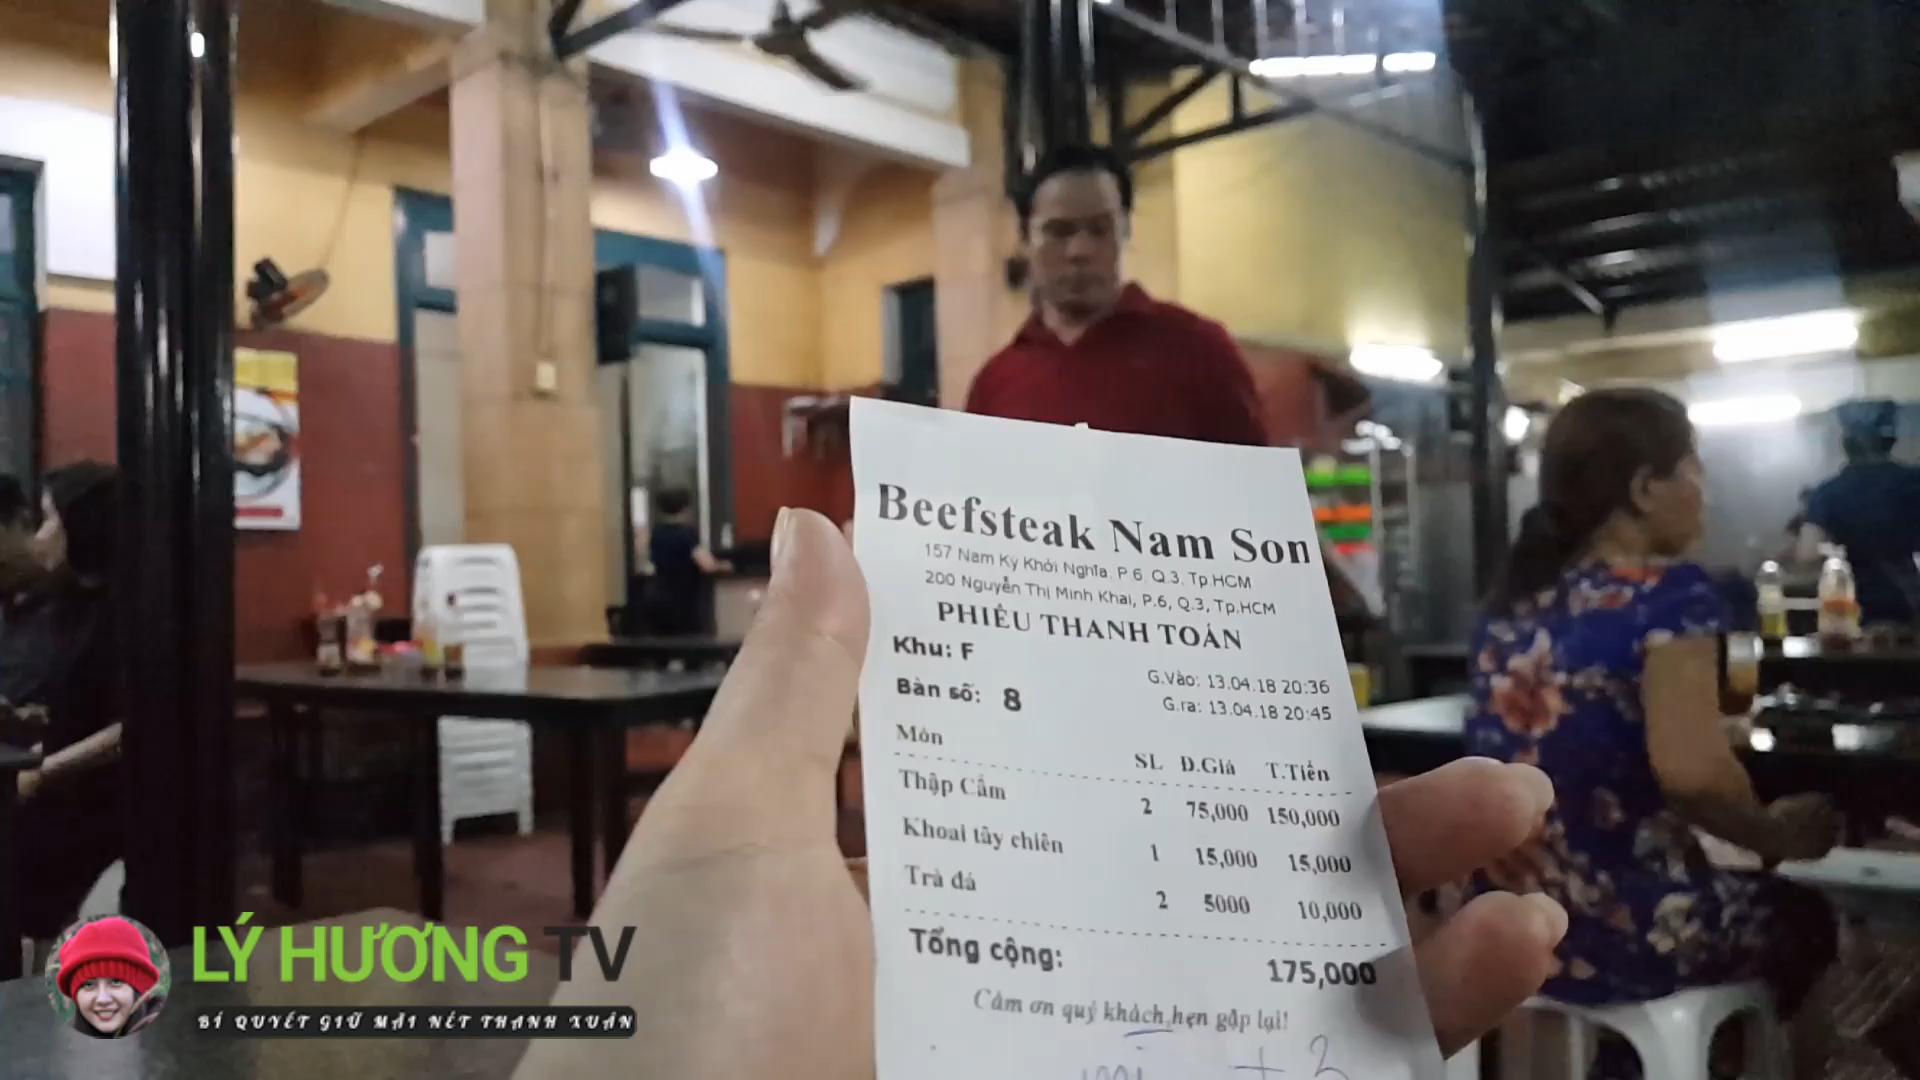 Beefsteak Nam Son
157 Nam Kỳ Khởi Nghĩa, P 6, Q.3, Tp.HCM
200 Nguyễn Thị Minh Khai, P.6, Q.3, Tp.HCM
PHIẾU THANH TOÁN
Khu: F
G.Vào: 13.04.18 20:36
Bàn số: 8
G.ra: 13.04.18 20:45
Món SL Đ.Giá T.Tiền
Thập Cẩm 2 75,000 150,000
Khoai tây chiên 1 15,000 15,000
Trà đá 2 5000 10,000
Tổng cộng: 175,000
Cảm ơn quý khách,hẹn gặp lại!
LÝ HƯƠNG TV
BÍ QUYẾT GIỮ MÃI NÉT THANH XUÂN